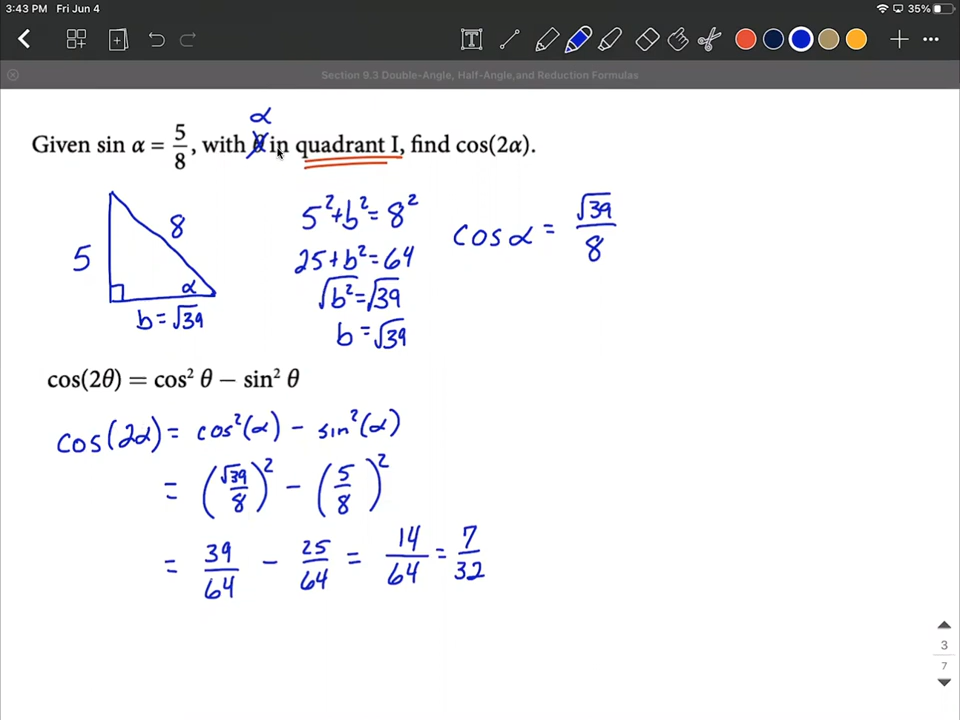 3:43 PM Fri Jun 4 35%
Section 9.3 Double-Angle, Half-Angle,and Reduction Formulas
α
Given sin α = 5/8, with θ in quadrant I, find cos(2α).
5
8
α
b = √39
5² + b² = 8²
25 + b² = 64
√b² = √39
b = √39
cos α = √39/8
cos(2θ) = cos² θ − sin² θ
cos(2α) = cos²(α) − sin²(α)
= (√39/8)² − (5/8)²
= 39/64 − 25/64 = 14/64 = 7/32
3
7